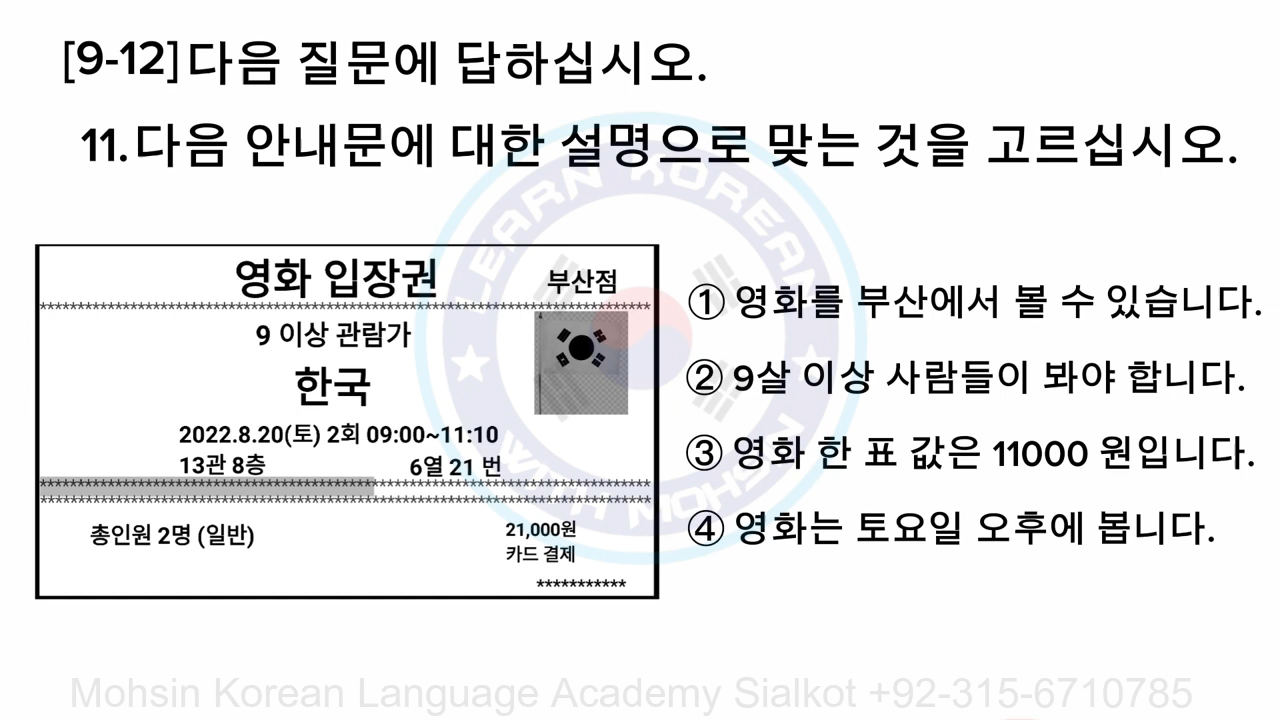 [9-12]다음 질문에 답하십시오.
11.다음 안내문에 대한 설명으로 맞는 것을 고르십시오.
영화 입장권 부산점
*****************************************************************************************
9 이상 관람가
한국
2022.8.20(토) 2회 09:00~11:10
13관 8층 6열 21 번
*****************************************************************************************
*****************************************************************************************
총인원 2명 (일반) 21,000원
카드 결제
***********
① 영화를 부산에서 볼 수 있습니다.
② 9살 이상 사람들이 봐야 합니다.
③ 영화 한 표 값은 11000 원입니다.
④ 영화는 토요일 오후에 봅니다.
LEARN KOREAN
WITH MOHSIN
Mohsin Korean Language Academy Sialkot +92-315-6710785